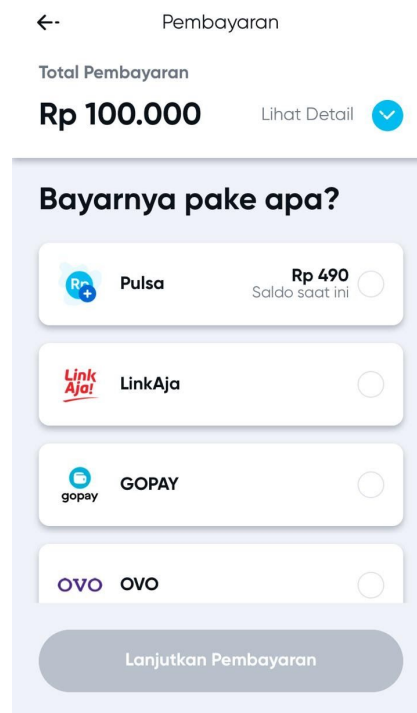 Pembayaran
Total Pembayaran
Rp 100.000 Lihat Detail
Bayarnya pake apa?
Rp Pulsa Rp 490
Saldo saat ini
Link
Aja! LinkAja
gopay GOPAY
OVO OVO
Lanjutkan Pembayaran